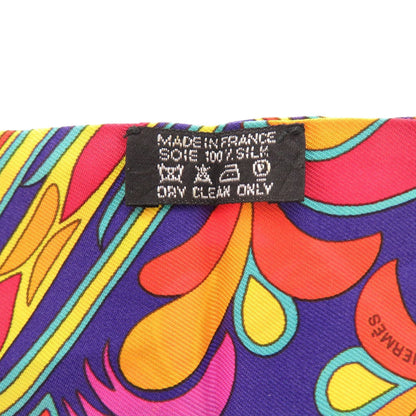 MADE IN FRANCE
SOIE 100% SILK
P
DRY CLEAN ONLY
HERMÈS